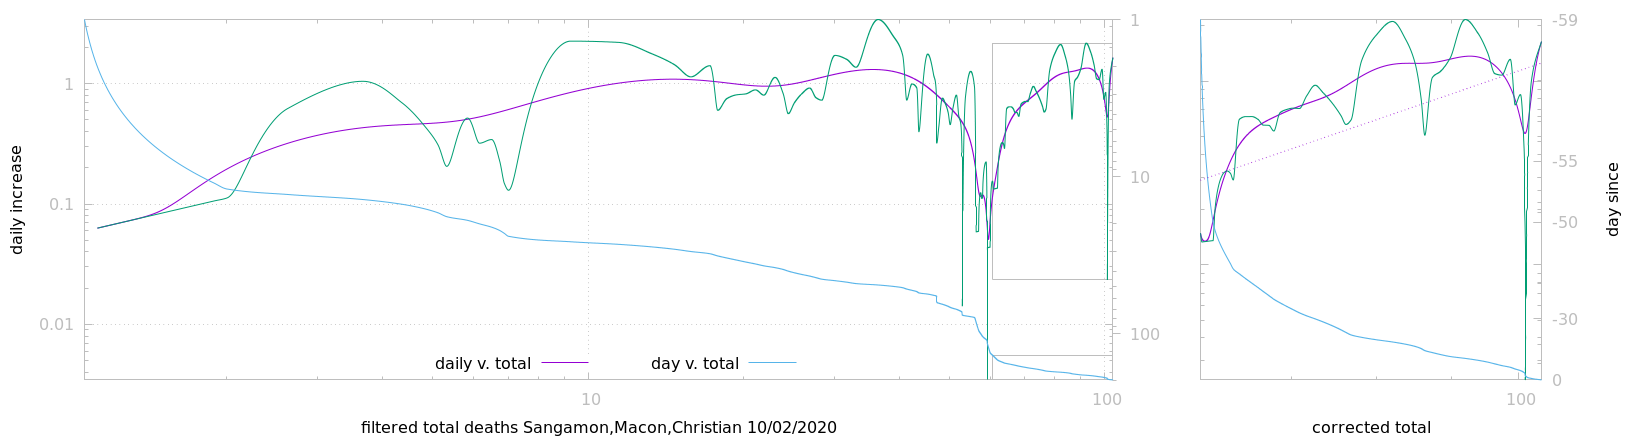 daily increase
1
0.1
0.01
daily v. total
day v. total
10
100
filtered total deaths Sangamon,Macon,Christian 10/02/2020
1
10
100
100
corrected total
-59
-55
-50
-30
0
day since